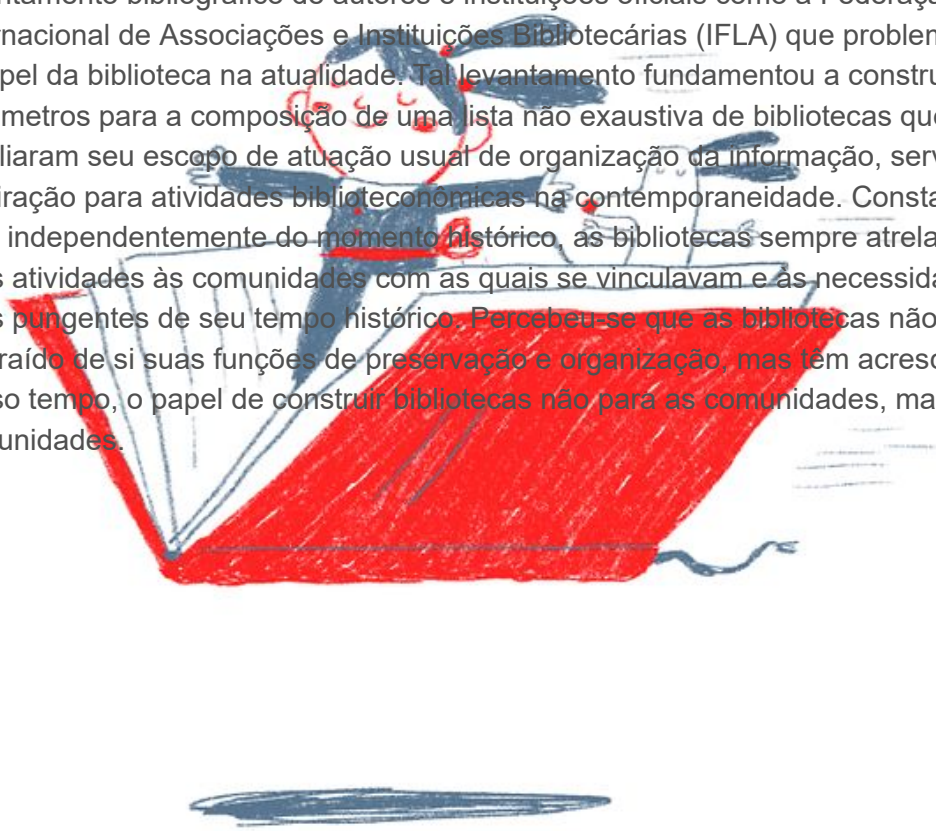 ntamento bibliográfico de autores e instituições oficiais como a Federaçã
rnacional de Associações e Instituições Bibliotecárias (IFLA) que problem
pel da biblioteca na atualidade. Tal levantamento fundamentou a constru
metros para a composição de uma lista não exaustiva de bibliotecas que
liaram seu escopo de atuação usual de organização da informação, serv
iração para atividades biblioteconômicas na contemporaneidade. Consta
independentemente do momento histórico, as bibliotecas sempre atrela
s atividades às comunidades com as quais se vinculavam e às necessida
s pungentes de seu tempo histórico. Percebeu-se que as bibliotecas não
raído de si suas funções de preservação e organização, mas têm acresc
so tempo, o papel de construir bibliotecas não para as comunidades, ma
unidades.